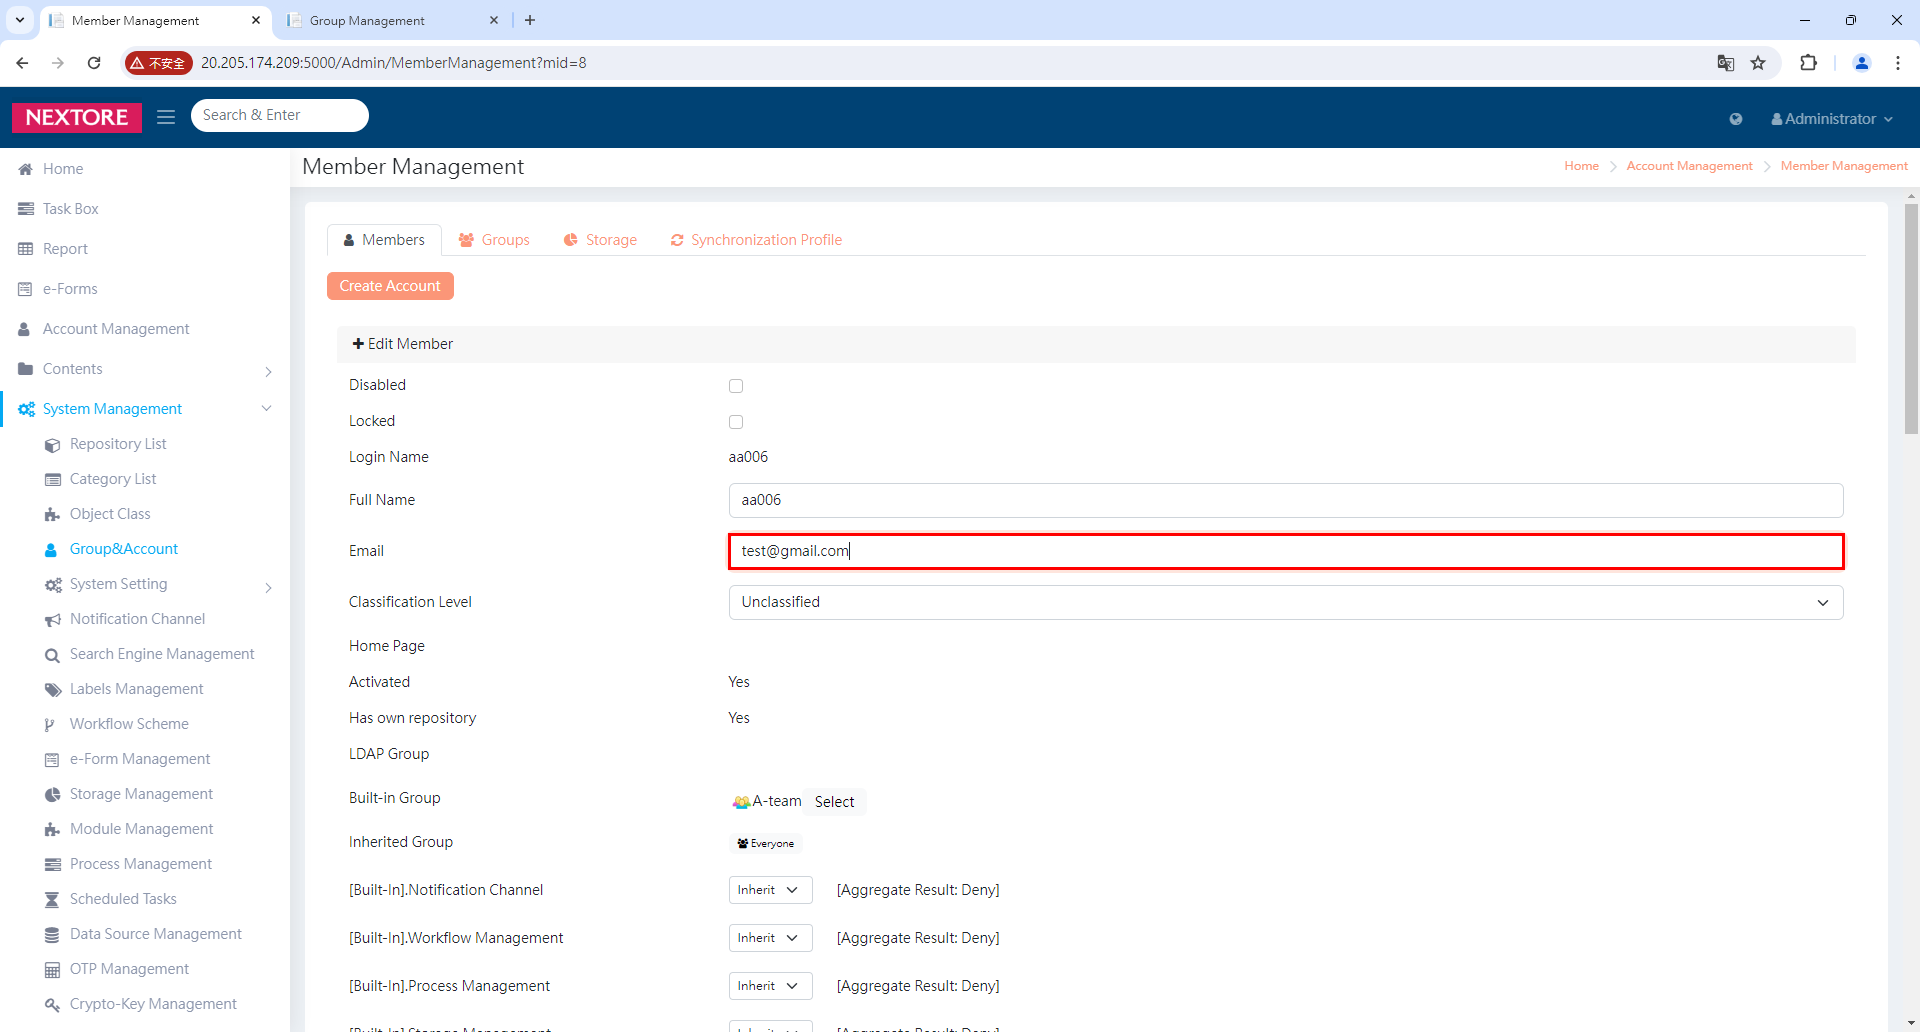 Member Management
Group Management
不安全
20.205.174.209:5000/Admin/MemberManagement?mid=8
NEXTORE
Search & Enter
Administrator
Home
Task Box
Report
e-Forms
Account Management
Contents
System Management
Repository List
Category List
Object Class
Group&Account
System Setting
Notification Channel
Search Engine Management
Labels Management
Workflow Scheme
e-Form Management
Storage Management
Module Management
Process Management
Scheduled Tasks
Data Source Management
OTP Management
Crypto-Key Management
Member Management
Home > Account Management > Member Management
Members
Groups
Storage
Synchronization Profile
Create Account
Edit Member
Disabled
Locked
Login Name aa006
Full Name aa006
Email test@gmail.com
Classification Level Unclassified
Home Page
Activated Yes
Has own repository Yes
LDAP Group
Built-in Group A-team Select
Inherited Group Everyone
[Built-In].Notification Channel Inherit [Aggregate Result: Deny]
[Built-In].Workflow Management Inherit [Aggregate Result: Deny]
[Built-In].Process Management Inherit [Aggregate Result: Deny]